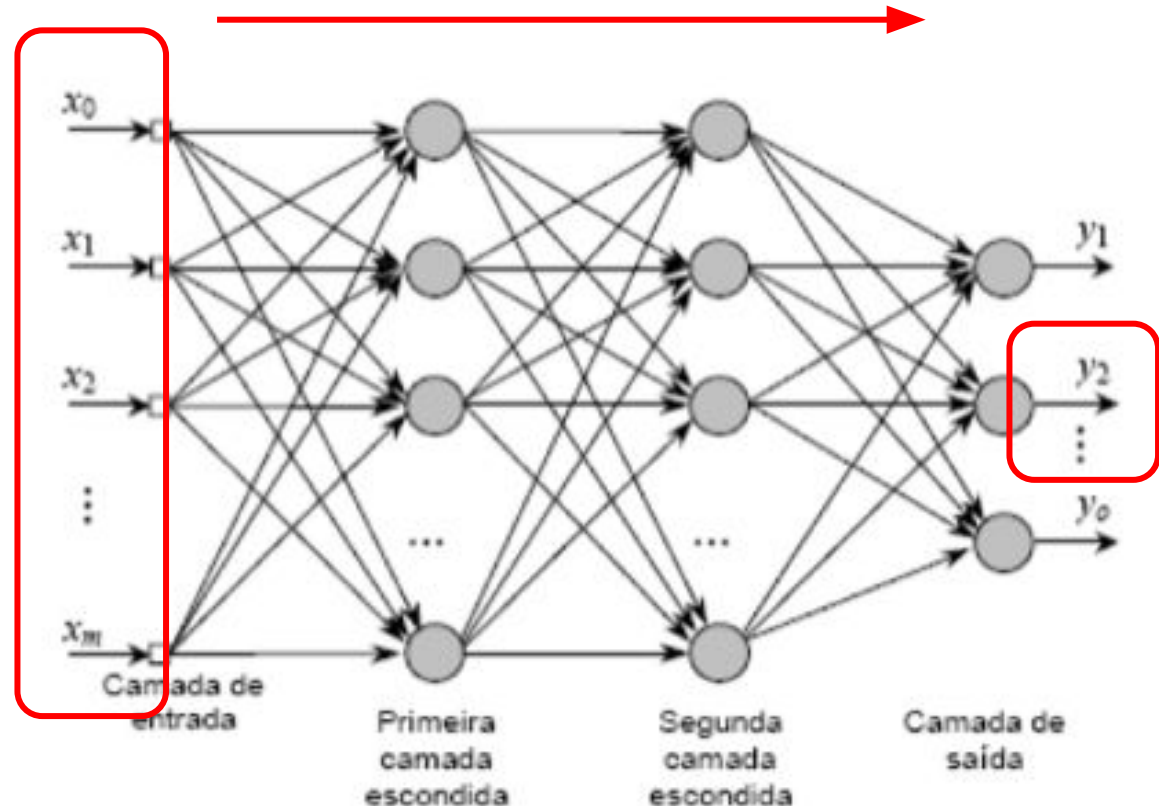 x0
x1
x2
⋮
xm
y1
y2
⋮
yo
...
...
Camada de
entrada
Primeira
camada
escondida
Segunda
camada
escondida
Camada de
saída